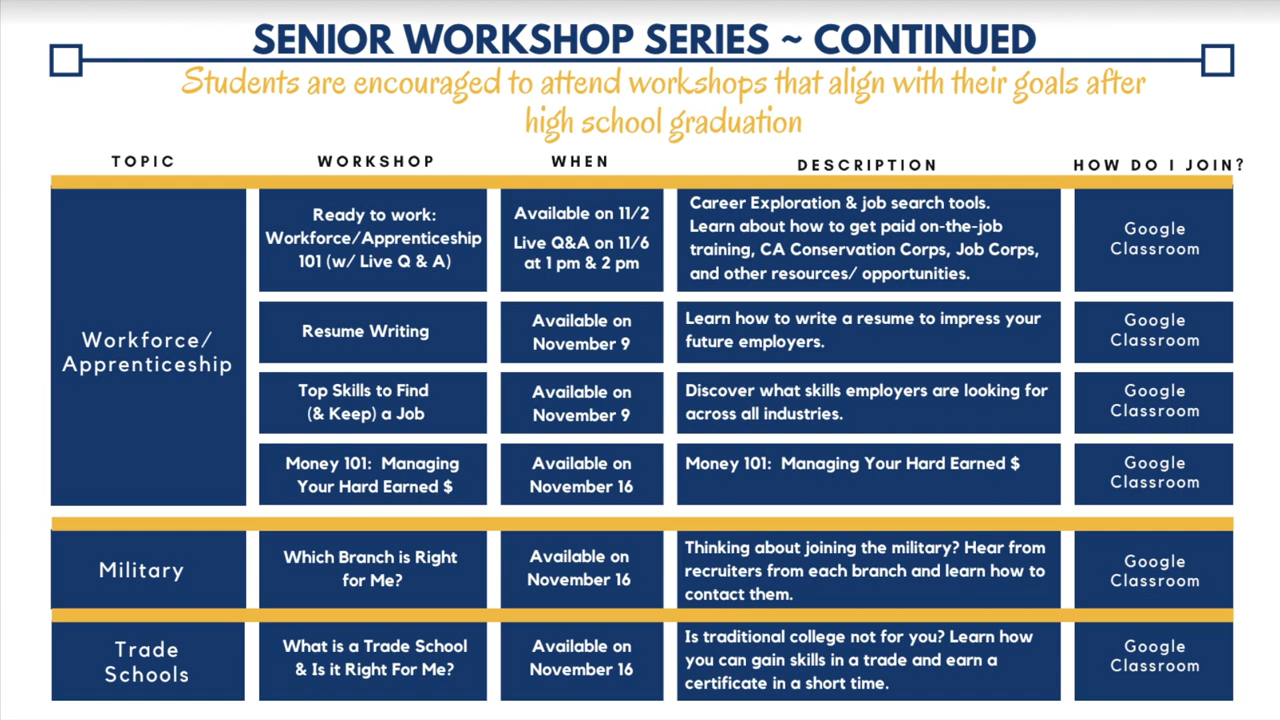 SENIOR WORKSHOP SERIES ~ CONTINUED
Students are encouraged to attend workshops that align with their goals after
high school graduation
TOPIC
WORKSHOP
WHEN
DESCRIPTION
HOW DO I JOIN?
Workforce/
Apprenticeship
Ready to work:
Workforce/Apprenticeship
101 (w/ Live Q & A)
Available on 11/2
Live Q&A on 11/6
at 1 pm & 2 pm
Career Exploration & job search tools.
Learn about how to get paid on-the-job
training, CA Conservation Corps, Job Corps,
and other resources/ opportunities.
Google
Classroom
Resume Writing
Available on
November 9
Learn how to write a resume to impress your
future employers.
Google
Classroom
Top Skills to Find
(& Keep) a Job
Available on
November 9
Discover what skills employers are looking for
across all industries.
Google
Classroom
Money 101: Managing
Your Hard Earned $
Available on
November 16
Money 101: Managing Your Hard Earned $
Google
Classroom
Military
Which Branch is Right
for Me?
Available on
November 16
Thinking about joining the military? Hear from
recruiters from each branch and learn how to
contact them.
Google
Classroom
Trade
Schools
What is a Trade School
& Is it Right For Me?
Available on
November 16
Is traditional college not for you? Learn how
you can gain skills in a trade and earn a
certificate in a short time.
Google
Classroom